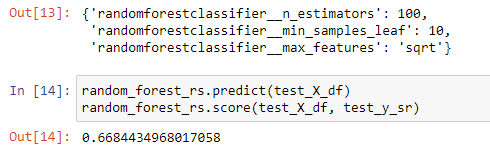 Out[13]: {'randomforestclassifier__n_estimators': 100,
'randomforestclassifier__min_samples_leaf': 10,
'randomforestclassifier__max_features': 'sqrt'}
In [14]: random_forest_rs.predict(test_X_df)
random_forest_rs.score(test_X_df, test_y_sr)
Out[14]: 0.6684434968017058